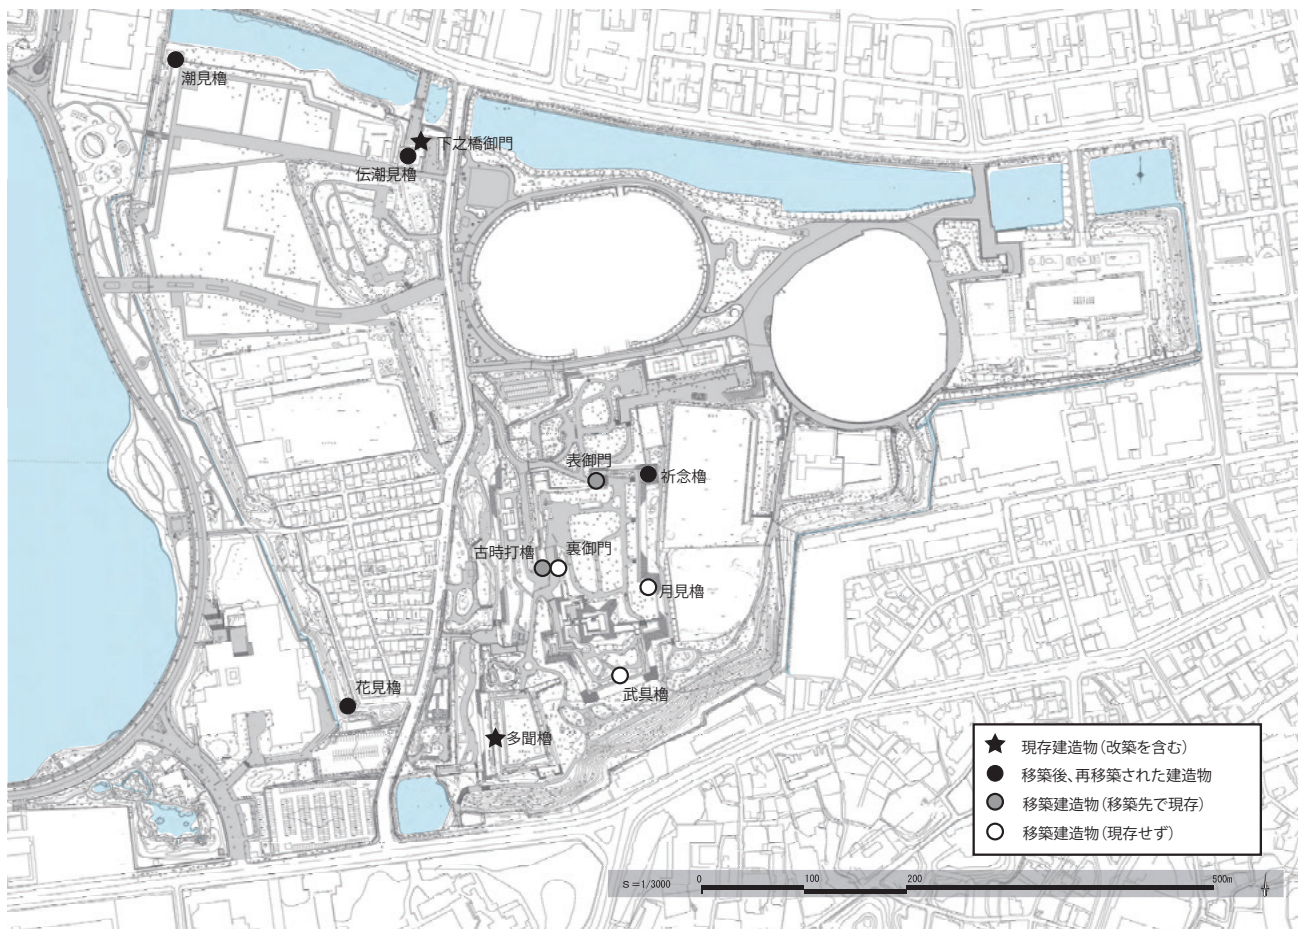 潮見櫓
下之橋御門
伝潮見櫓
表御門
祈念櫓
古時打櫓
裏御門
月見櫓
花見櫓
武具櫓
多聞櫓
現存建造物(改築を含む)
移築後、再移築された建造物
移築建造物(移築先で現存)
移築建造物(現存せず)
S=1/3000 0 100 200 500m